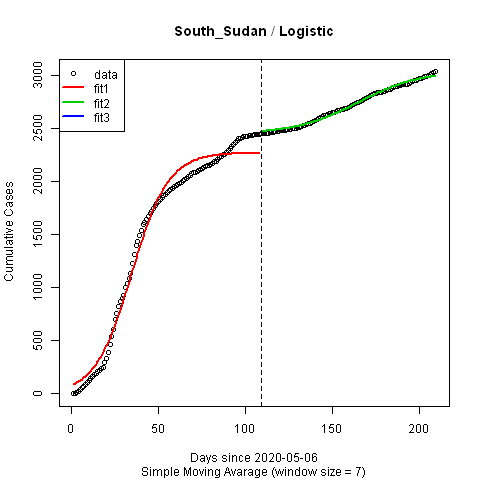 South_Sudan / Logistic
data
fit1
fit2
fit3
Cumulative Cases
0
500
1000
1500
2000
2500
3000
0
50
100
150
200
Days since 2020-05-06
Simple Moving Avarage (window size = 7)